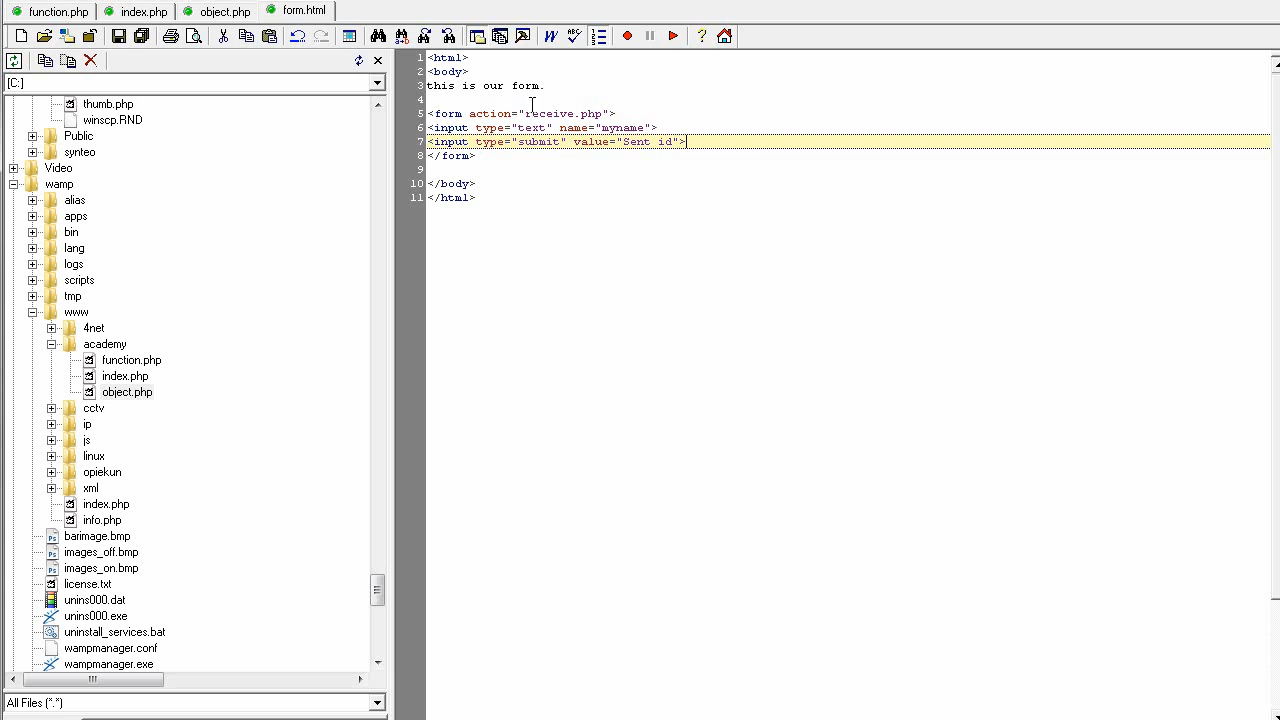 function.php index.php object.php form.html
[C:]
thumb.php
winscp.RND
Public
synteo
Video
wamp
alias
apps
bin
lang
logs
scripts
tmp
www
4net
academy
function.php
index.php
object.php
cctv
ip
js
linux
opiekun
xml
index.php
info.php
barimage.bmp
images_off.bmp
images_on.bmp
license.txt
unins000.dat
unins000.exe
uninstall_services.bat
wampmanager.conf
wampmanager.exe
All Files (*.*)
1 <html>
2 <body>
3 this is our form.
4
5 <form action="receive.php">
6 <input type="text" name="myname">
7 <input type="submit" value="Sent id">
8 </form>
9
10 </body>
11 </html>